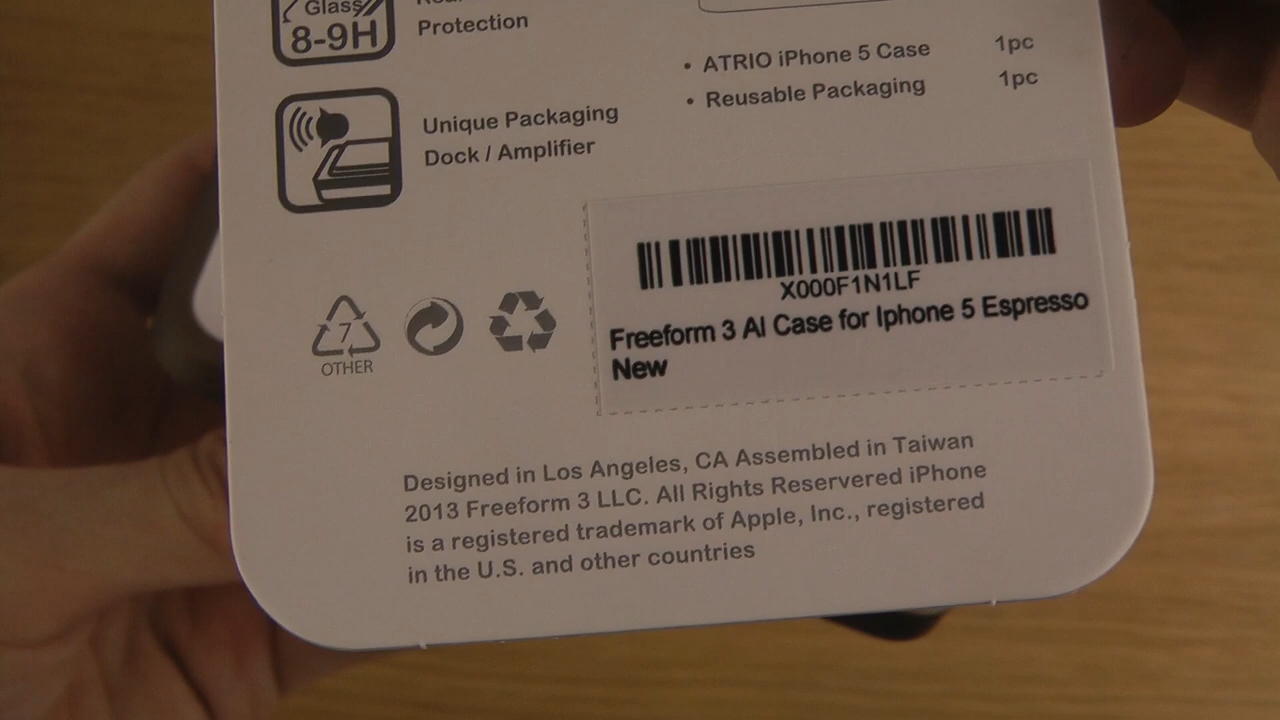 Glass
8-9H
Protection
Unique Packaging
Dock / Amplifier
• ATRIO iPhone 5 Case 1pc
• Reusable Packaging 1pc
X000F1N1LF
Freeform 3 Al Case for Iphone 5 Espresso
New
7
OTHER
Designed in Los Angeles, CA Assembled in Taiwan
2013 Freeform 3 LLC. All Rights Reservered iPhone
is a registered trademark of Apple, Inc., registered
in the U.S. and other countries